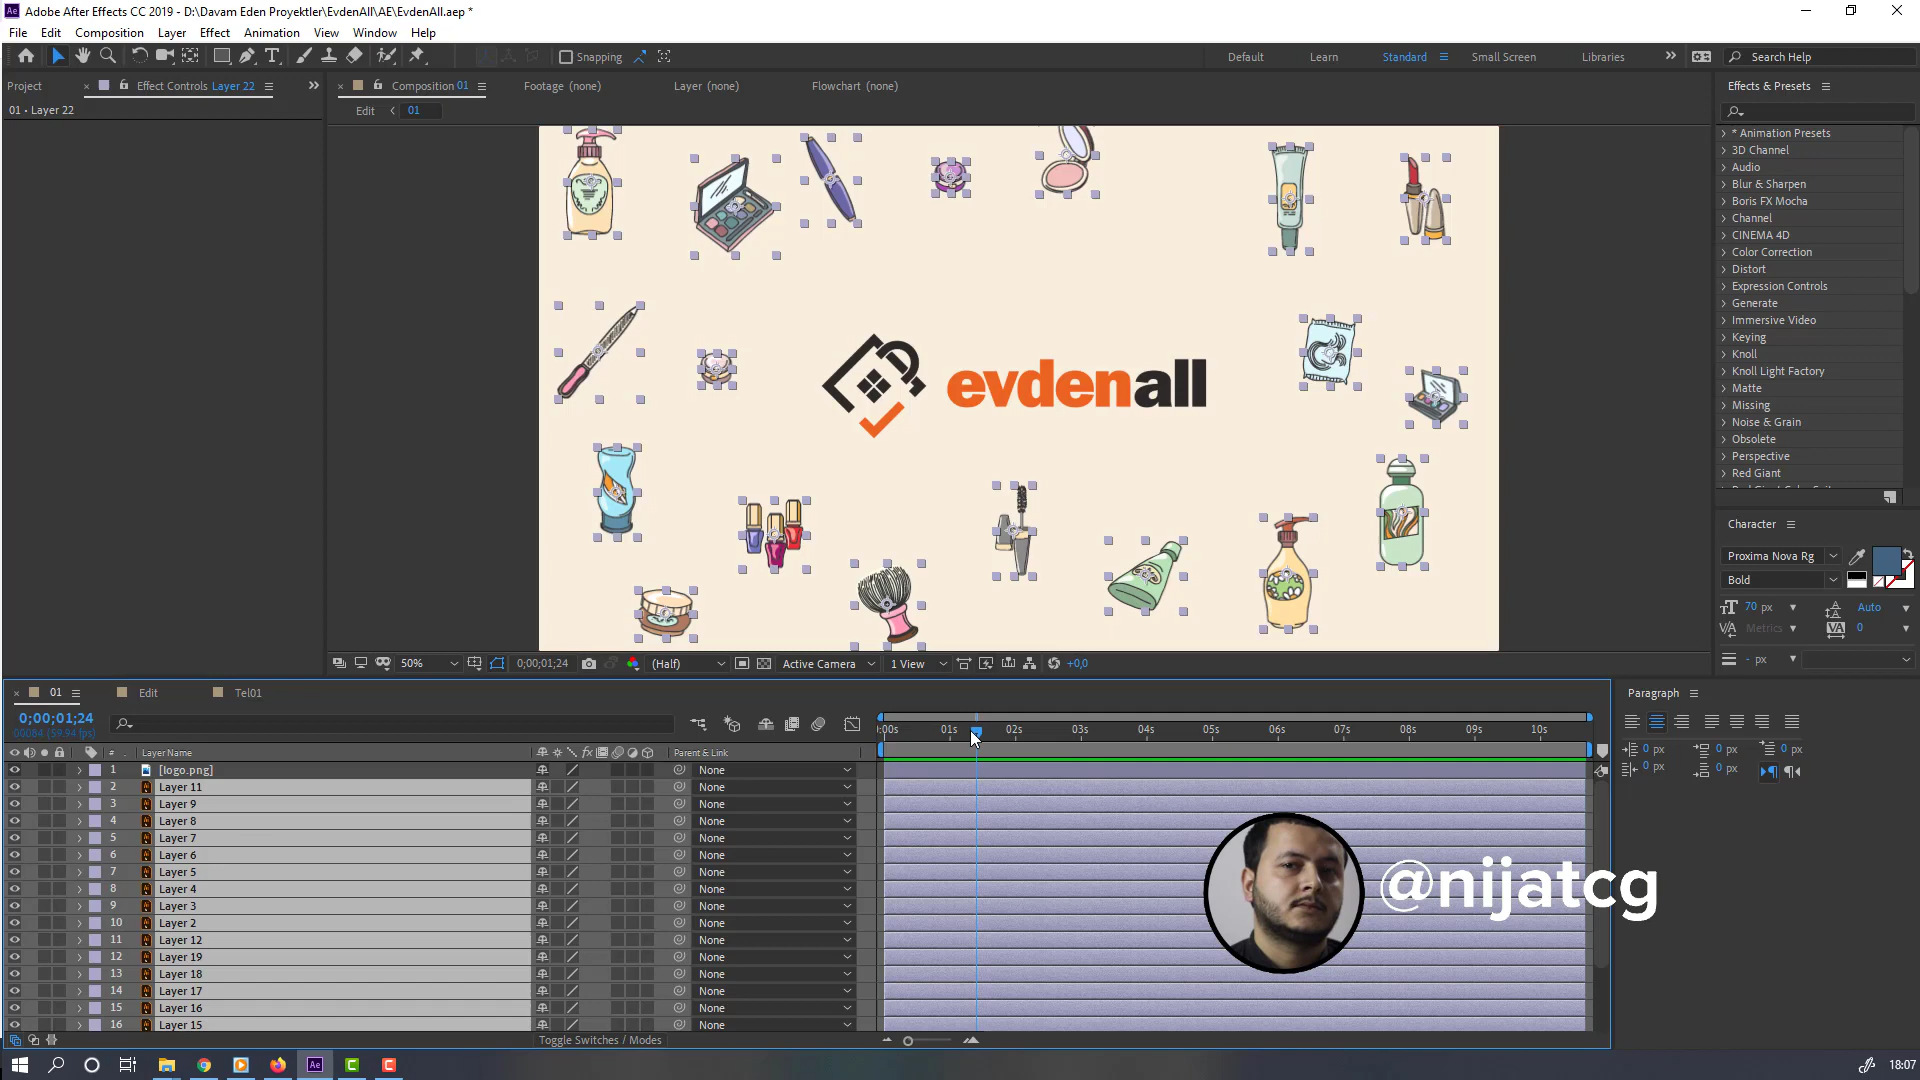 Adobe After Effects CC 2019 - D:\Davam Eden Proyektler\EvdenAll\AE\EvdenAll.aep *
File Edit Composition Layer Effect Animation View Window Help
Snapping
Default Learn Standard Small Screen Libraries Search Help
Project Effect Controls Layer 22
Composition 01 Footage (none) Layer (none) Flowchart (none)
Effects & Presets
01 • Layer 22
Edit 01
* Animation Presets
3D Channel
Audio
Blur & Sharpen
Boris FX Mocha
Channel
CINEMA 4D
Color Correction
Distort
Expression Controls
Generate
Immersive Video
Keying
Knoll
Knoll Light Factory
Matte
Missing
Noise & Grain
Obsolete
Perspective
Red Giant
evdenall
Character
Proxima Nova Rg
Bold
70 px Auto
Metrics 0
- px
50% 0;00;01;24 (Half) Active Camera 1 View +0,0
01 Edit Tel01
0;00;01;24
00084 (59.94 fps)
:00s 01s 02s 03s 04s 05s 06s 07s 08s 09s 10s
# Layer Name fx Parent & Link
1 [logo.png] None
2 Layer 11 None
3 Layer 9 None
4 Layer 8 None
5 Layer 7 None
6 Layer 6 None
7 Layer 5 None
8 Layer 4 None
9 Layer 3 None
10 Layer 2 None
11 Layer 12 None
12 Layer 19 None
13 Layer 18 None
14 Layer 17 None
15 Layer 16 None
16 Layer 15 None
Toggle Switches / Modes
Paragraph
0 px 0 px 0 px
0 px 0 px
@nijatcg
18:07